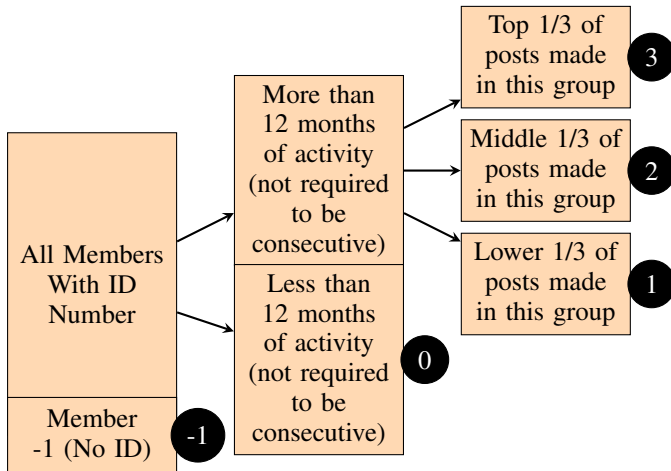 All Members
With ID
Number
Member
-1 (No ID)
-1
More than
12 months
of activity
(not required
to be
consecutive)
Less than
12 months
of activity
(not required
to be
consecutive)
0
Top 1/3 of
posts made
in this group
3
Middle 1/3 of
posts made
in this group
2
Lower 1/3 of
posts made
in this group
1